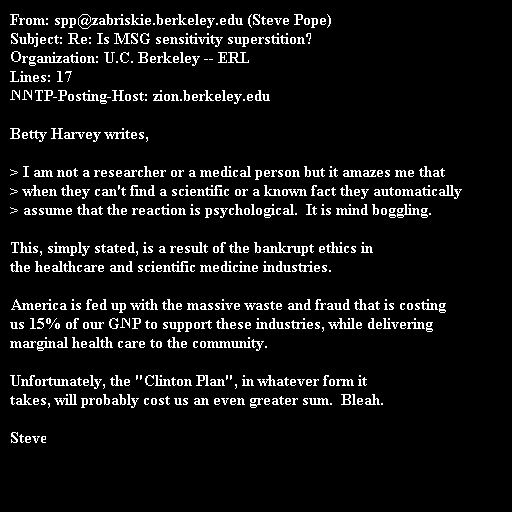 From: spp@zabriskie.berkeley.edu (Steve Pope)
Subject: Re: Is MSG sensitivity superstition?
Organization: U.C. Berkeley -- ERL
Lines: 17
NNTP-Posting-Host: zion.berkeley.edu

Betty Harvey writes,

> I am not a researcher or a medical person but it amazes me that
> when they can't find a scientific or a known fact they automatically
> assume that the reaction is psychological.  It is mind boggling.

This, simply stated, is a result of the bankrupt ethics in
the healthcare and scientific medicine industries.

America is fed up with the massive waste and fraud that is costing
us 15% of our GNP to support these industries, while delivering
marginal health care to the community.

Unfortunately, the "Clinton Plan", in whatever form it
takes, will probably cost us an even greater sum.  Bleah.

Steve